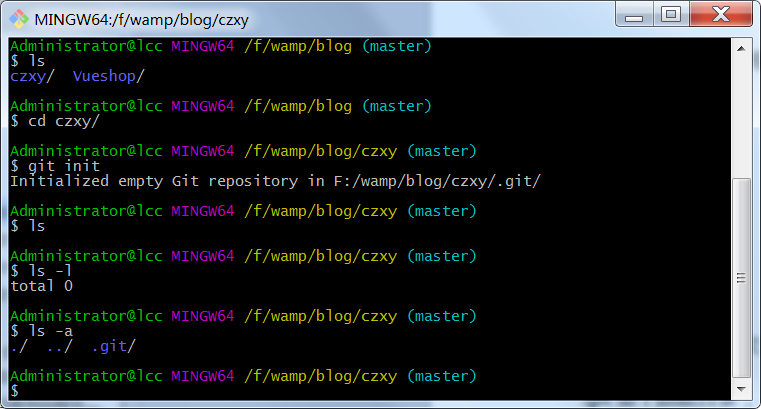 MINGW64:/f/wamp/blog/czxy
Administrator@lcc MINGW64 /f/wamp/blog (master)
$ ls
czxy/  Vueshop/
Administrator@lcc MINGW64 /f/wamp/blog (master)
$ cd czxy/
Administrator@lcc MINGW64 /f/wamp/blog/czxy (master)
$ git init
Initialized empty Git repository in F:/wamp/blog/czxy/.git/
Administrator@lcc MINGW64 /f/wamp/blog/czxy (master)
$ ls
Administrator@lcc MINGW64 /f/wamp/blog/czxy (master)
$ ls -l
total 0
Administrator@lcc MINGW64 /f/wamp/blog/czxy (master)
$ ls -a
./  ../  .git/
Administrator@lcc MINGW64 /f/wamp/blog/czxy (master)
$